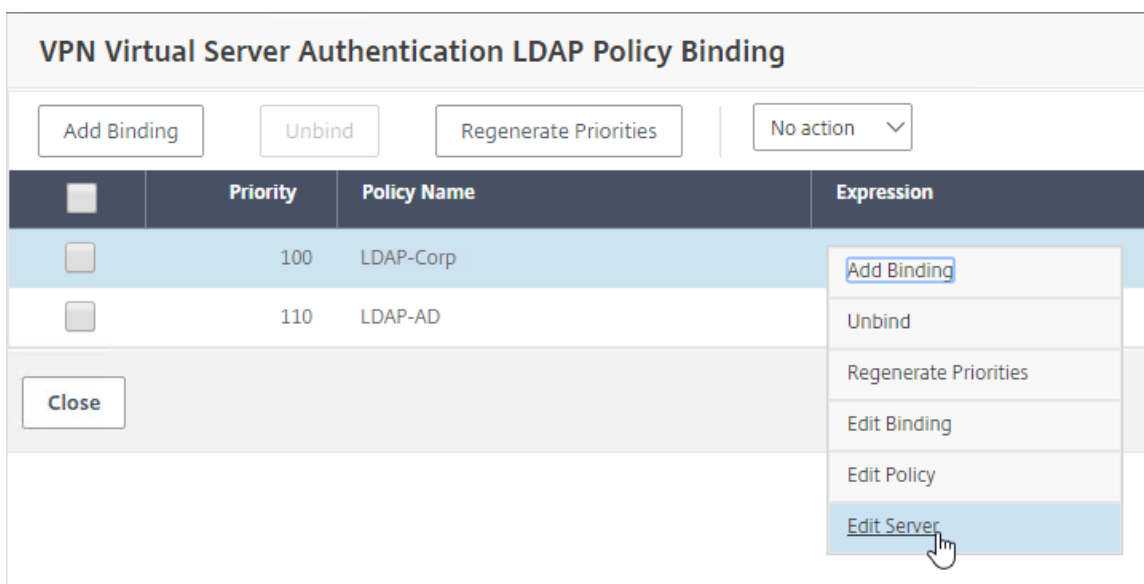 VPN Virtual Server Authentication LDAP Policy Binding
Add Binding Unbind Regenerate Priorities No action
Priority Policy Name Expression
100 LDAP-Corp
110 LDAP-AD
Add Binding
Unbind
Regenerate Priorities
Edit Binding
Edit Policy
Edit Server
Close